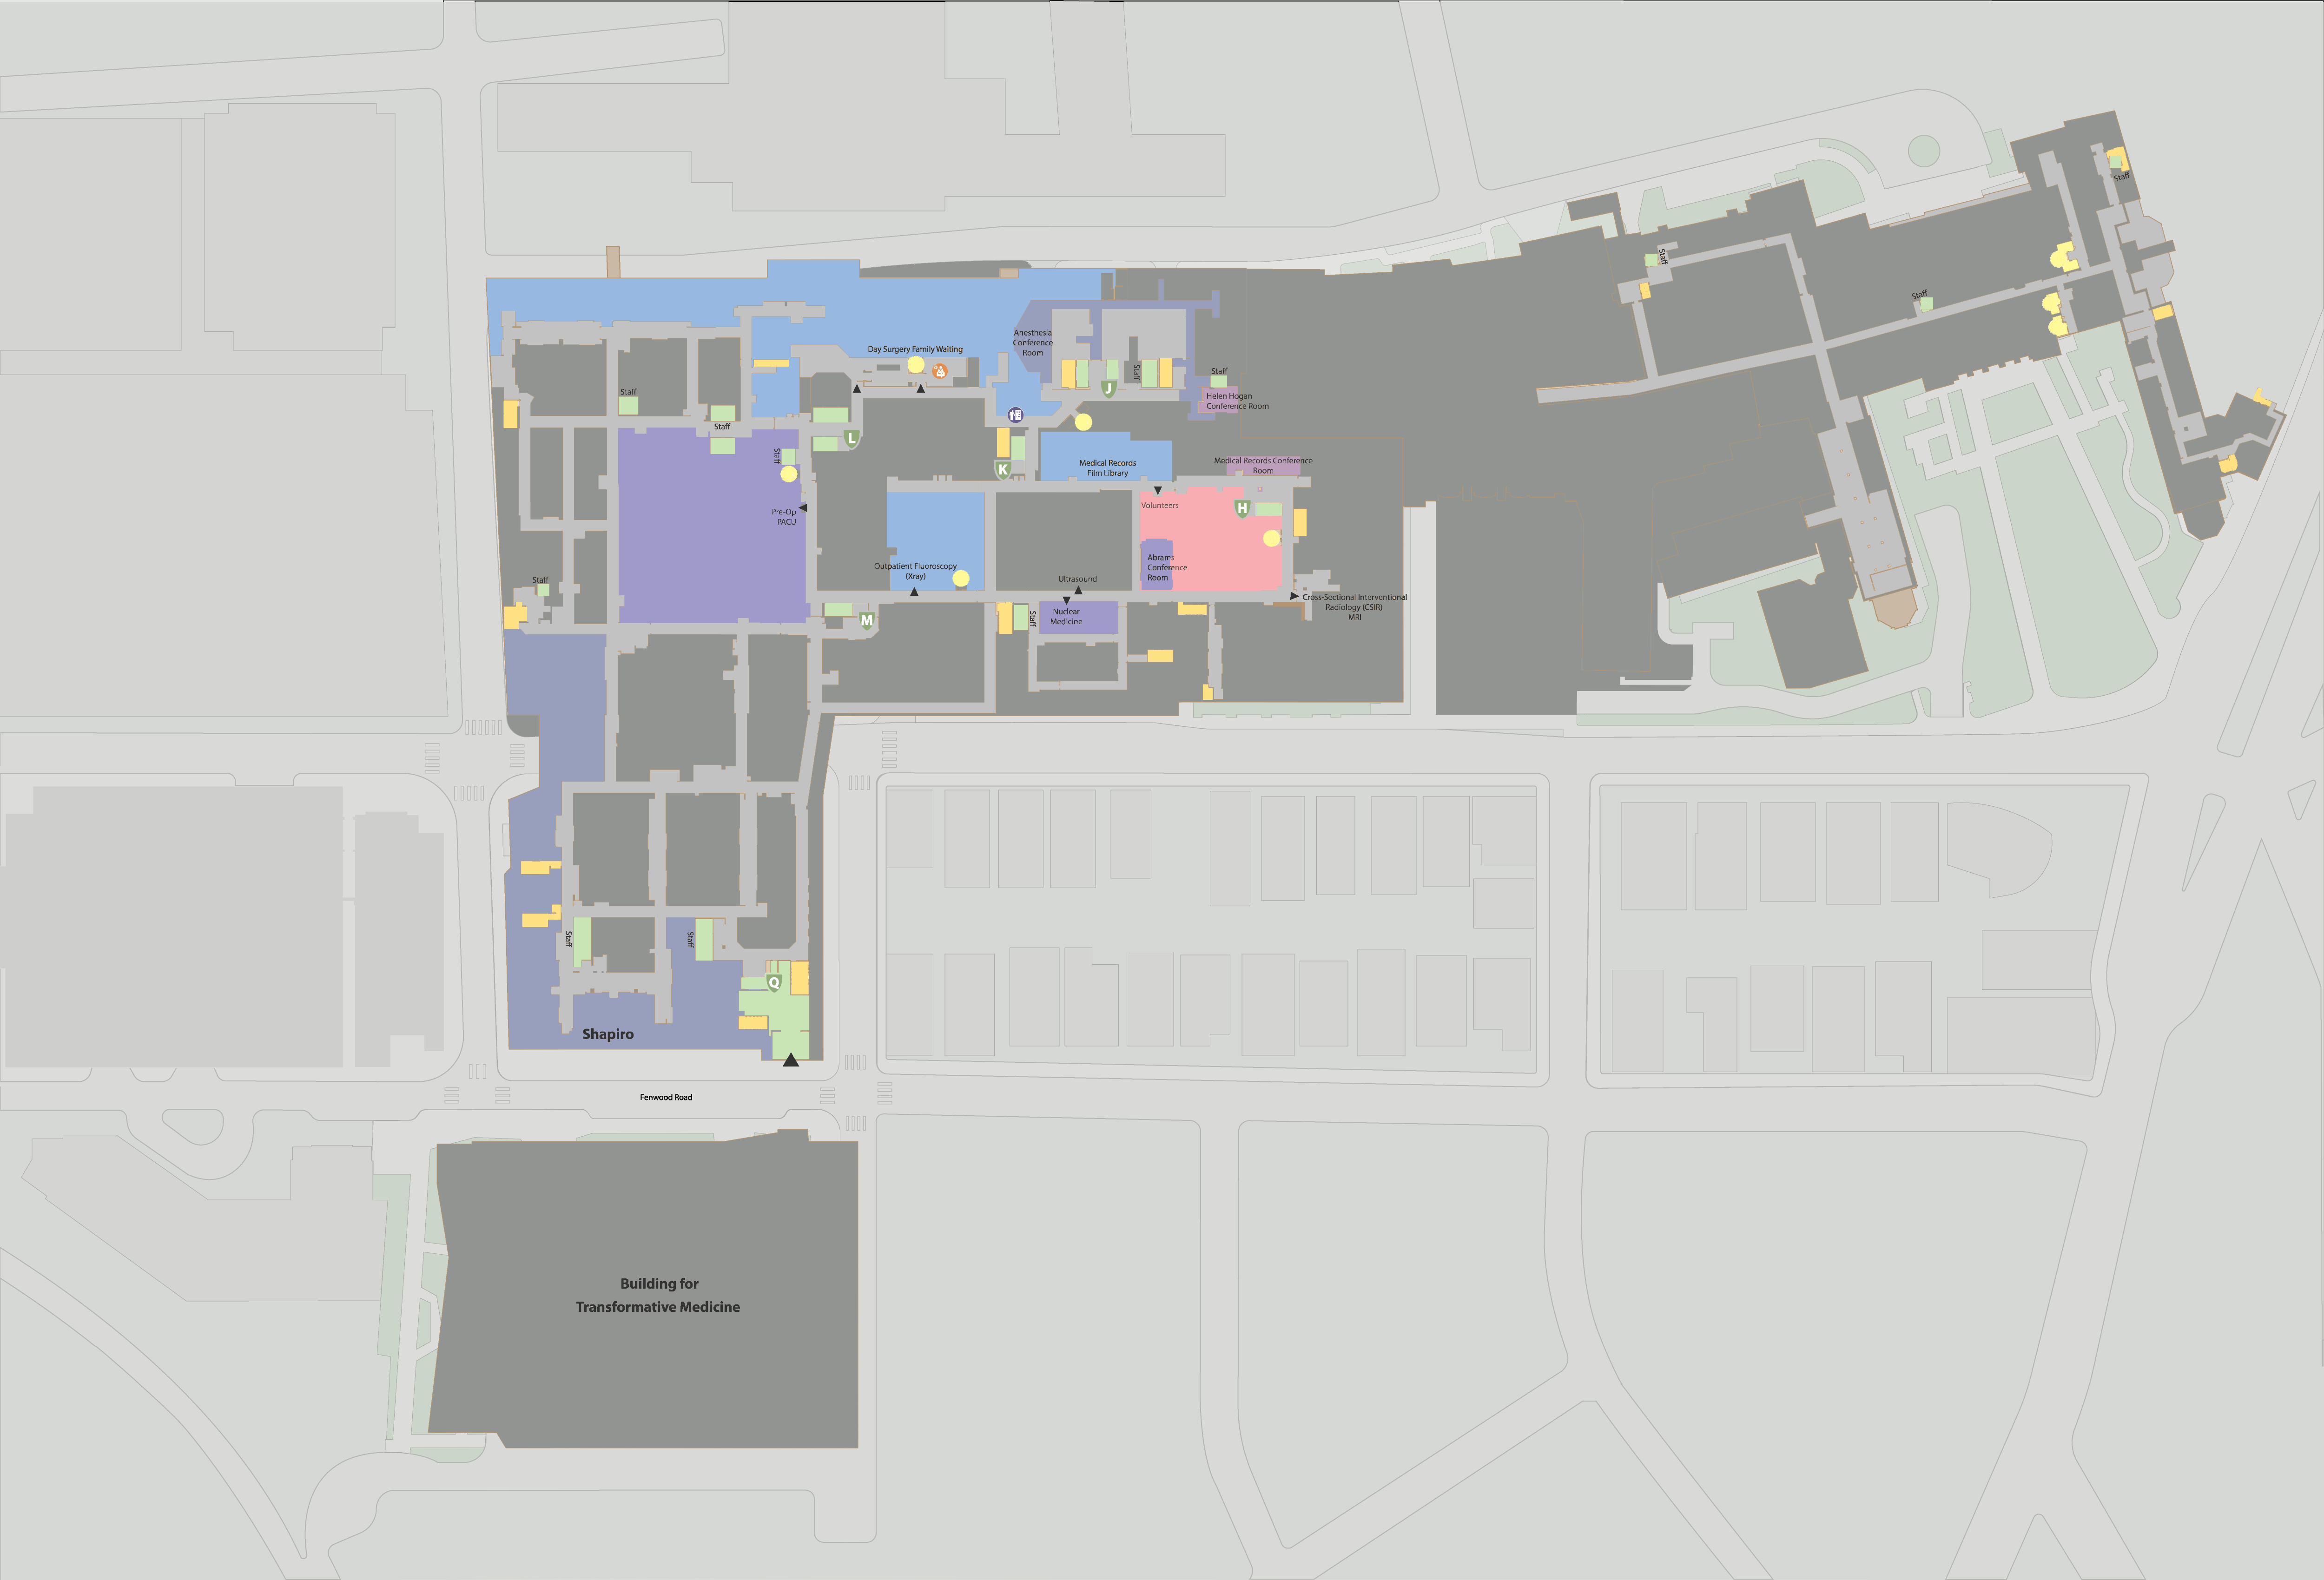 Staff
Staff
Staff
Anesthesia
Conference
Room
Day Surgery Family Waiting
Staff
Staff
J
Helen Hogan
Conference Room
Staff
Staff
L
Staff
K
Medical Records
Film Library
Medical Records Conference
Room
Volunteers
H
Pre-Op
PACU
Outpatient Fluoroscopy
(Xray)
Abrams
Conference
Room
Ultrasound
Staff
Cross-Sectional Interventional
Radiology (CSIR)
MRI
Nuclear
Medicine
Staff
M
Staff
Staff
Q
Shapiro
Fenwood Road
Building for
Transformative Medicine